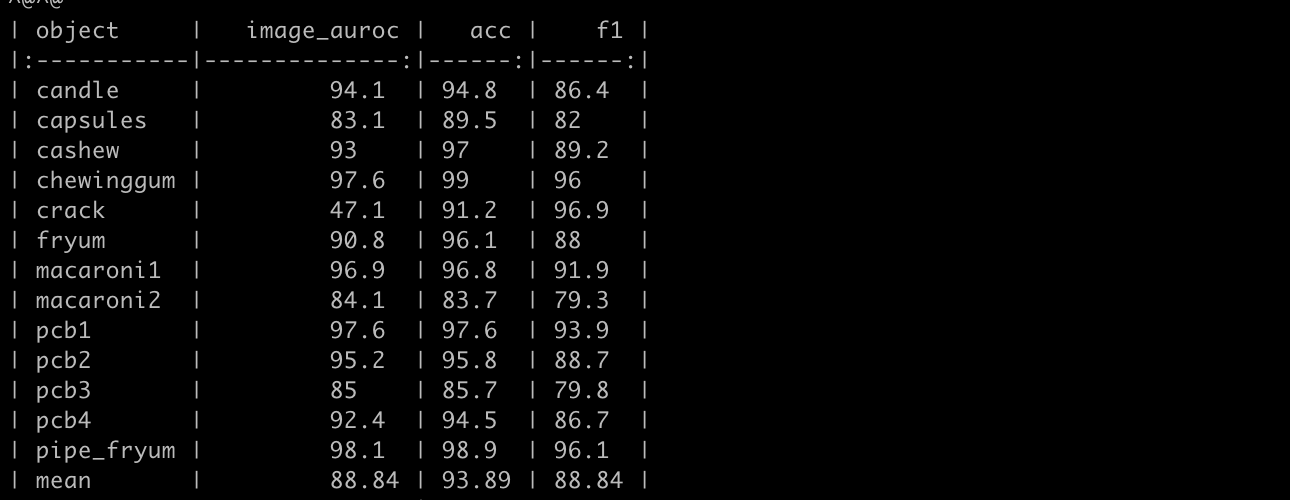 | object     |   image_auroc |   acc |    f1 |
|:-----------|--------------:|------:|------:|
| candle     |         94.1  | 94.8  | 86.4  |
| capsules   |         83.1  | 89.5  | 82    |
| cashew     |         93    | 97    | 89.2  |
| chewinggum |         97.6  | 99    | 96    |
| crack      |         47.1  | 91.2  | 96.9  |
| fryum      |         90.8  | 96.1  | 88    |
| macaroni1  |         96.9  | 96.8  | 91.9  |
| macaroni2  |         84.1  | 83.7  | 79.3  |
| pcb1       |         97.6  | 97.6  | 93.9  |
| pcb2       |         95.2  | 95.8  | 88.7  |
| pcb3       |         85    | 85.7  | 79.8  |
| pcb4       |         92.4  | 94.5  | 86.7  |
| pipe_fryum |         98.1  | 98.9  | 96.1  |
| mean       |         88.84 | 93.89 | 88.84 |